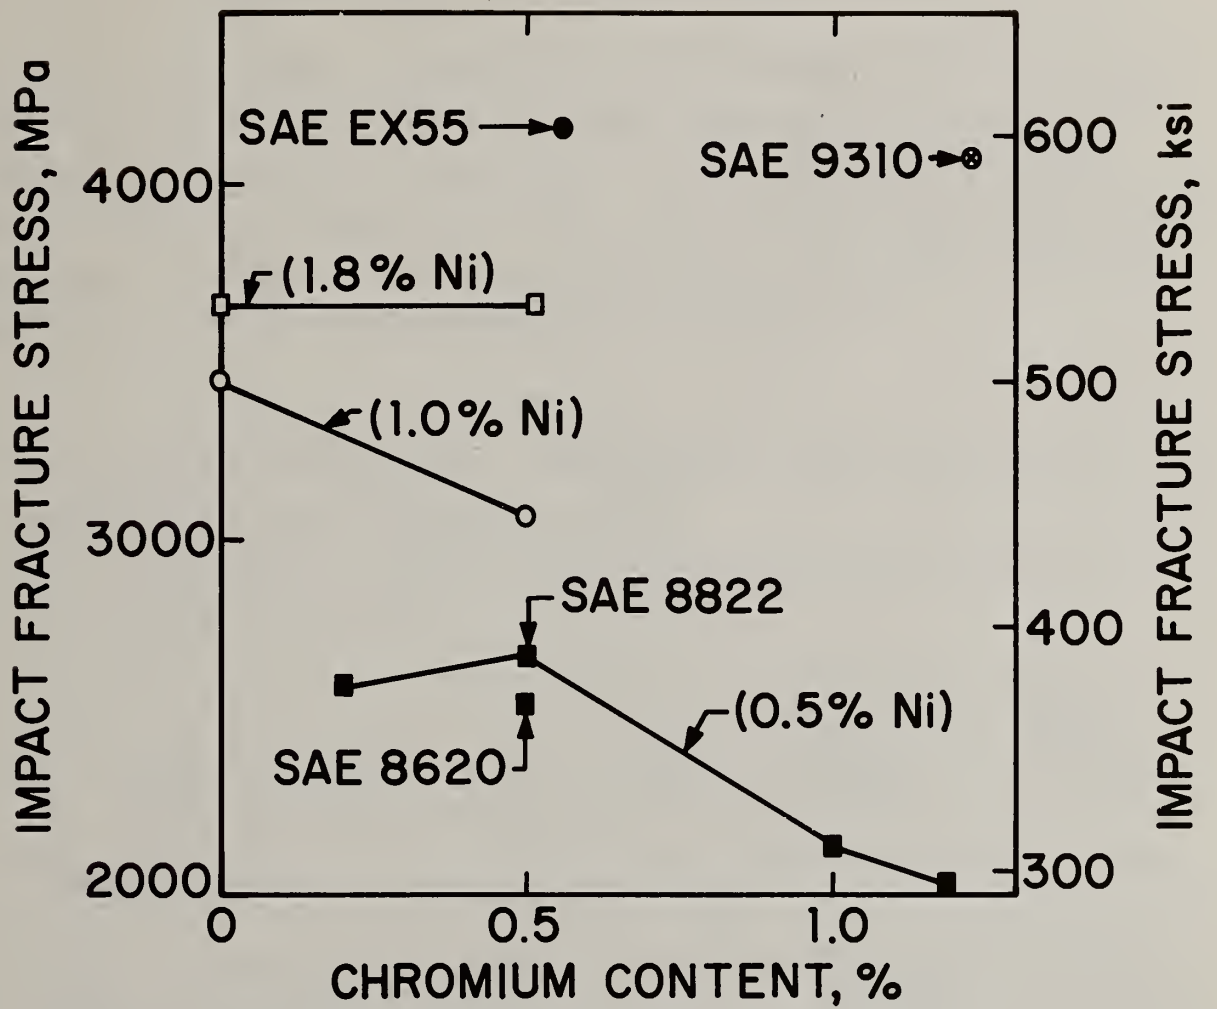 IMPACT FRACTURE STRESS, MPa
4000
3000
2000
SAE EX55
SAE 9310
(1.8% Ni)
(1.0% Ni)
SAE 8822
SAE 8620
(0.5% Ni)
600
500
400
300
IMPACT FRACTURE STRESS, ksi
0
0.5
1.0
CHROMIUM CONTENT, %